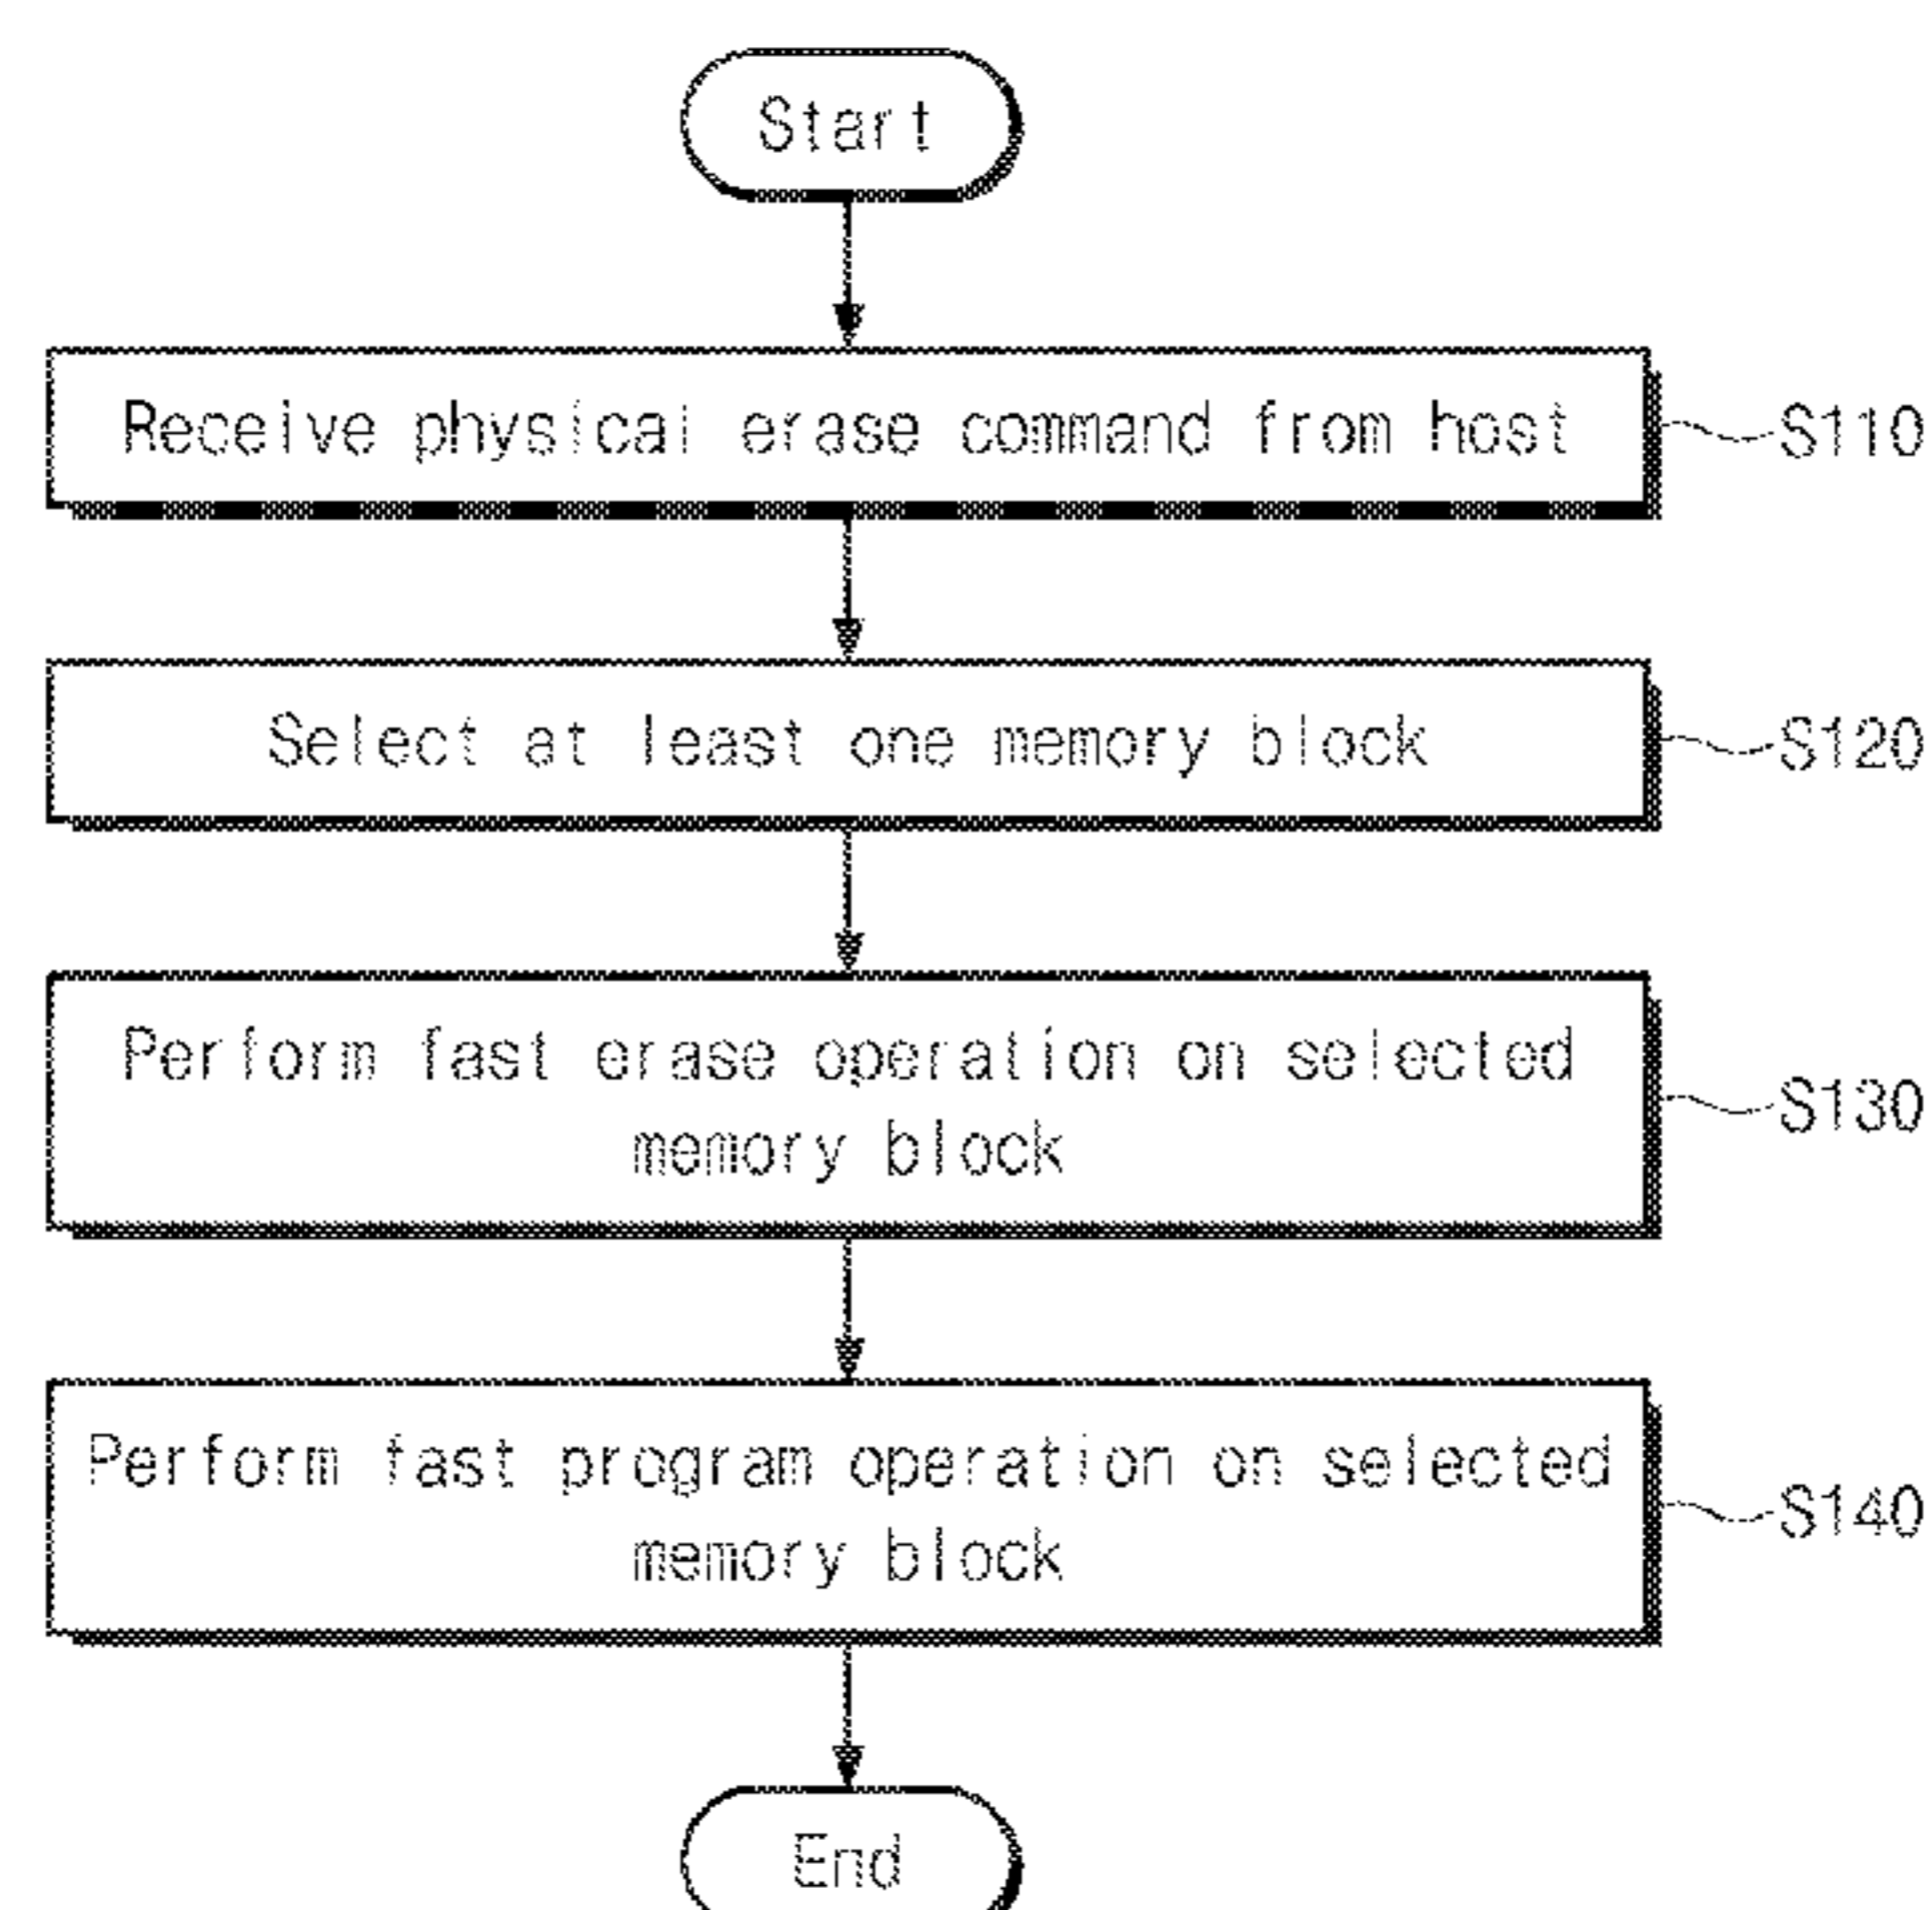 Start
Receive physical erase command from host
S110
Select at least one memory block
S120
Perform fast erase operation on selected
memory block
S130
Perform fast program operation on selected
memory block
S140
End